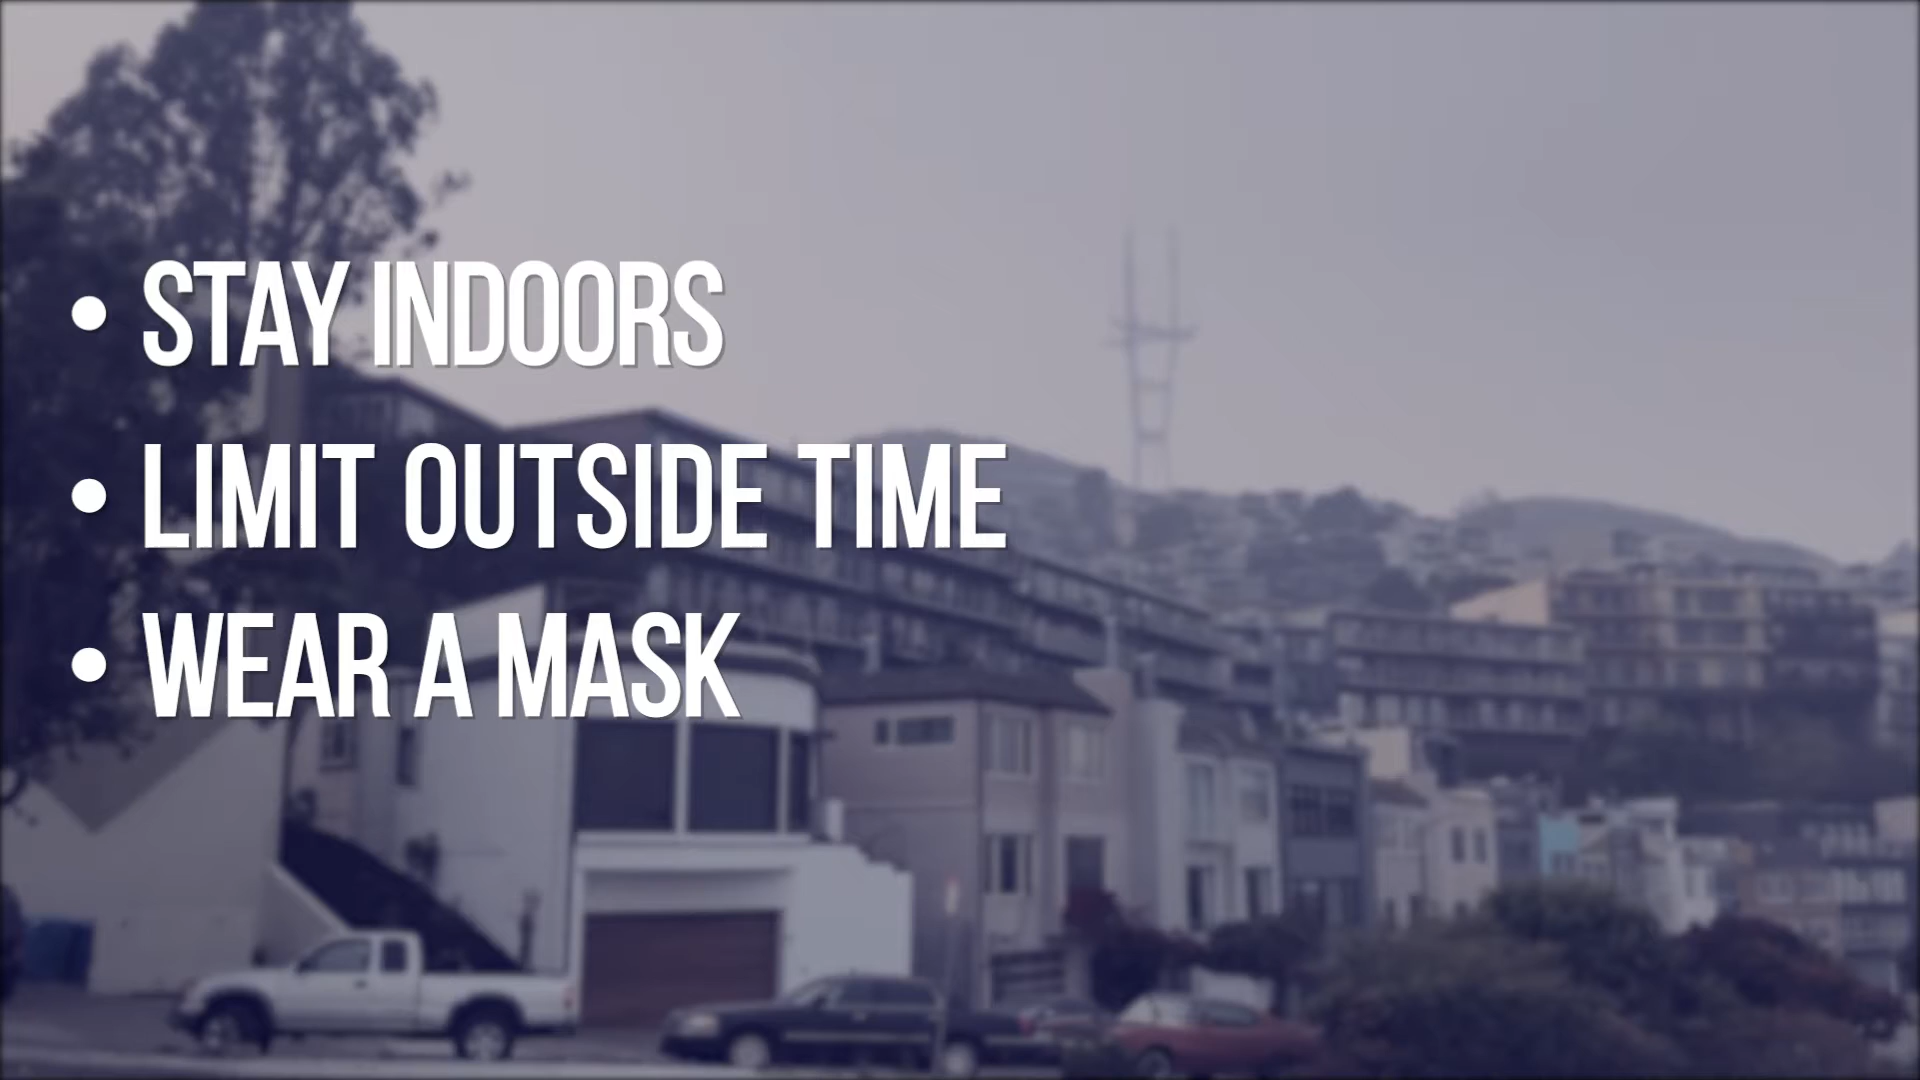 • STAY INDOORS
• LIMIT OUTSIDE TIME
• WEAR A MASK